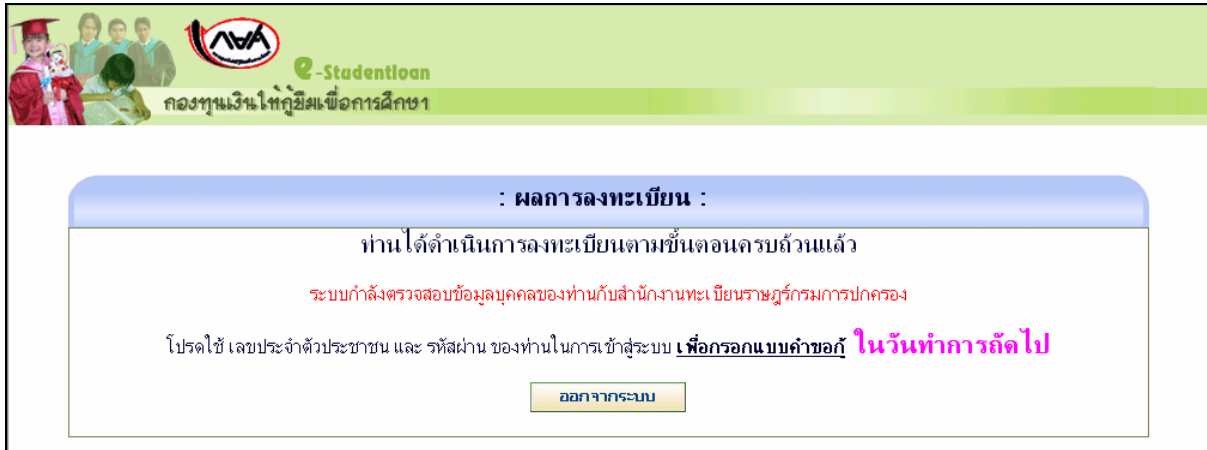 กยศ
e-Studentloan
กองทุนเงินให้กู้ยืมเพื่อการศึกษา
: ผลการลงทะเบียน :
ท่านได้ดำเนินการลงทะเบียนตามขั้นตอนครบถ้วนแล้ว
ระบบกำลังตรวจสอบข้อมูลบุคคลของท่านกับสำนักงานทะเบียนราษฎร์กรมการปกครอง
โปรดใช้ เลขประจำตัวประชาชน และ รหัสผ่าน ของท่านในการเข้าสู่ระบบ เพื่อกรอกแบบคำขอกู้ ในวันทำการถัดไป
ออกจากระบบ